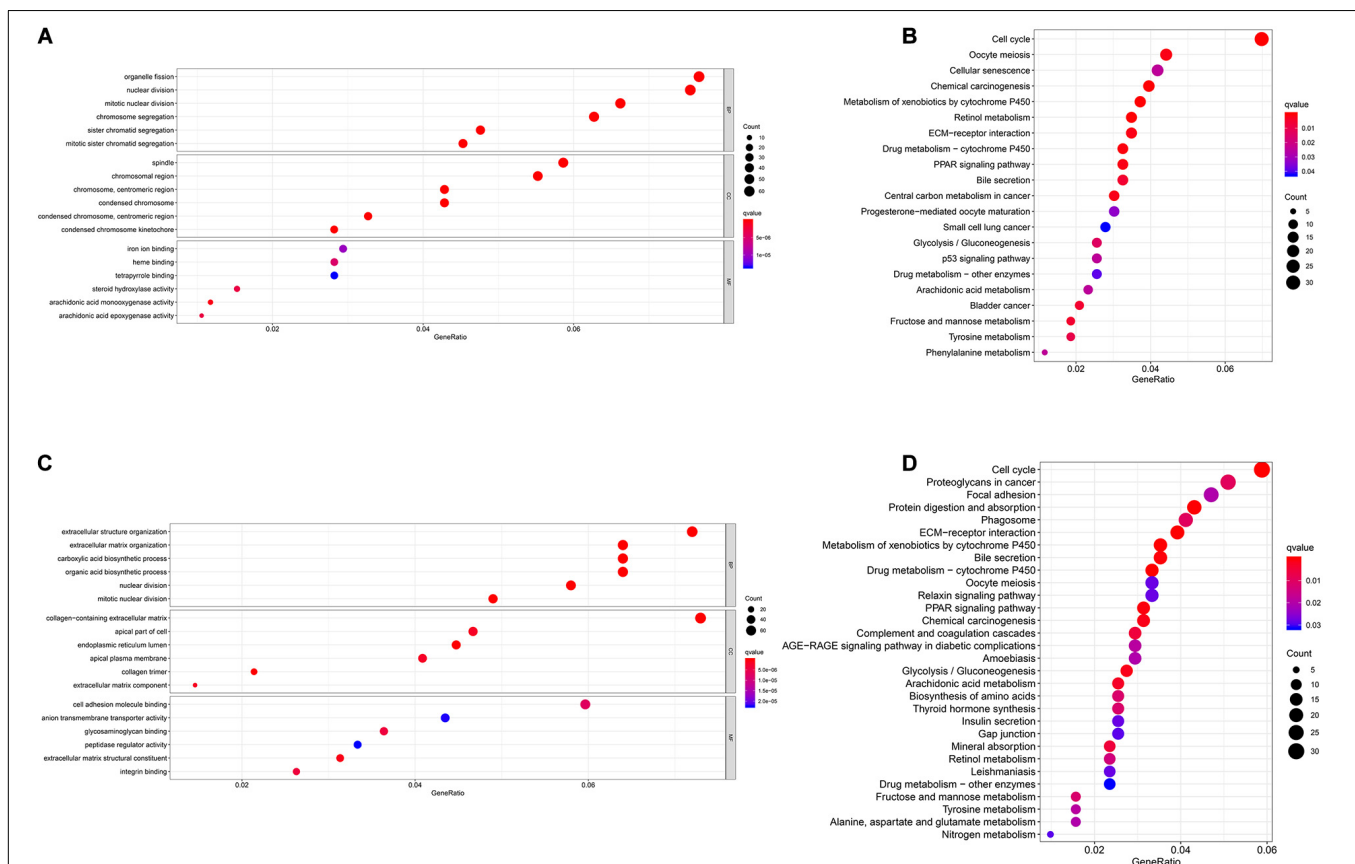 A
organelle fission
nuclear division
mitotic nuclear division
chromosome segregation
sister chromatid segregation
mitotic sister chromatid segregation
BP
spindle
chromosomal region
chromosome, centromeric region
condensed chromosome
condensed chromosome, centromeric region
condensed chromosome kinetochore
CC
iron ion binding
heme binding
tetrapyrrole binding
steroid hydroxylase activity
arachidonic acid monooxygenase activity
arachidonic acid epoxygenase activity
MF
0.02
0.04
0.06
GeneRatio
Count
10
20
30
40
50
60
qvalue
5e-06
1e-05
B
Cell cycle
Oocyte meiosis
Cellular senescence
Chemical carcinogenesis
Metabolism of xenobiotics by cytochrome P450
Retinol metabolism
ECM-receptor interaction
Drug metabolism − cytochrome P450
PPAR signaling pathway
Bile secretion
Central carbon metabolism in cancer
Progesterone-mediated oocyte maturation
Small cell lung cancer
Glycolysis / Gluconeogenesis
p53 signaling pathway
Drug metabolism − other enzymes
Arachidonic acid metabolism
Bladder cancer
Fructose and mannose metabolism
Tyrosine metabolism
Phenylalanine metabolism
0.02
0.04
0.06
GeneRatio
qvalue
0.01
0.02
0.03
0.04
Count
5
10
15
20
25
30
C
extracellular structure organization
extracellular matrix organization
carboxylic acid biosynthetic process
organic acid biosynthetic process
nuclear division
mitotic nuclear division
BP
collagen-containing extracellular matrix
apical part of cell
endoplasmic reticulum lumen
apical plasma membrane
collagen trimer
extracellular matrix component
CC
cell adhesion molecule binding
anion transmembrane transporter activity
glycosaminoglycan binding
peptidase regulator activity
extracellular matrix structural constituent
integrin binding
MF
0.02
0.04
0.06
GeneRatio
Count
20
40
60
qvalue
5.0e-06
1.0e-05
1.5e-05
2.0e-05
D
Cell cycle
Proteoglycans in cancer
Focal adhesion
Protein digestion and absorption
Phagosome
ECM-receptor interaction
Metabolism of xenobiotics by cytochrome P450
Bile secretion
Drug metabolism − cytochrome P450
Oocyte meiosis
Relaxin signaling pathway
PPAR signaling pathway
Chemical carcinogenesis
Complement and coagulation cascades
AGE-RAGE signaling pathway in diabetic complications
Amoebiasis
Glycolysis / Gluconeogenesis
Arachidonic acid metabolism
Biosynthesis of amino acids
Thyroid hormone synthesis
Insulin secretion
Gap junction
Mineral absorption
Retinol metabolism
Leishmaniasis
Drug metabolism − other enzymes
Fructose and mannose metabolism
Tyrosine metabolism
Alanine, aspartate and glutamate metabolism
Nitrogen metabolism
0.02
0.04
0.06
GeneRatio
qvalue
0.01
0.02
0.03
Count
5
10
15
20
25
30